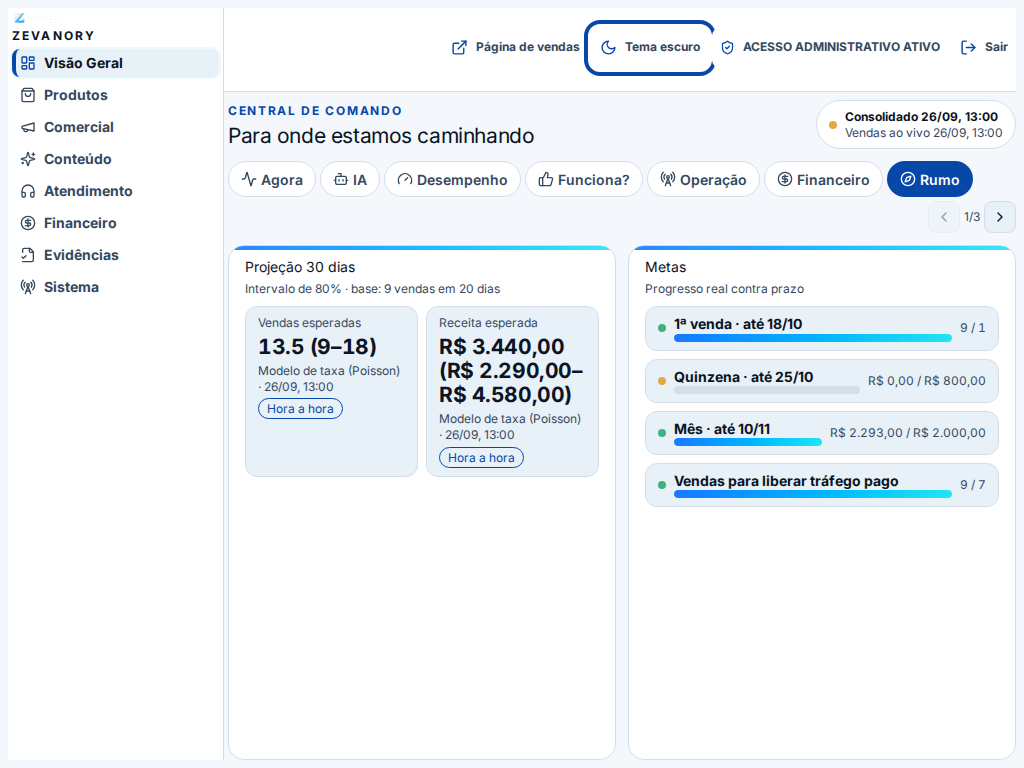 ZEVANORY
Visão Geral
Produtos
Comercial
Conteúdo
Atendimento
Financeiro
Evidências
Sistema
Página de vendas
Tema escuro
ACESSO ADMINISTRATIVO ATIVO
Sair
CENTRAL DE COMANDO
Para onde estamos caminhando
Consolidado 26/09, 13:00
Vendas ao vivo 26/09, 13:00
Agora
IA
Desempenho
Funciona?
Operação
Financeiro
Rumo
1/3
Projeção 30 dias
Intervalo de 80% · base: 9 vendas em 20 dias
Vendas esperadas
13.5 (9–18)
Modelo de taxa (Poisson)
· 26/09, 13:00
Hora a hora
Receita esperada
R$ 3.440,00
(R$ 2.290,00–
R$ 4.580,00)
Modelo de taxa (Poisson)
· 26/09, 13:00
Hora a hora
Metas
Progresso real contra prazo
1ª venda · até 18/10
9 / 1
Quinzena · até 25/10
R$ 0,00 / R$ 800,00
Mês · até 10/11
R$ 2.293,00 / R$ 2.000,00
Vendas para liberar tráfego pago
9 / 7